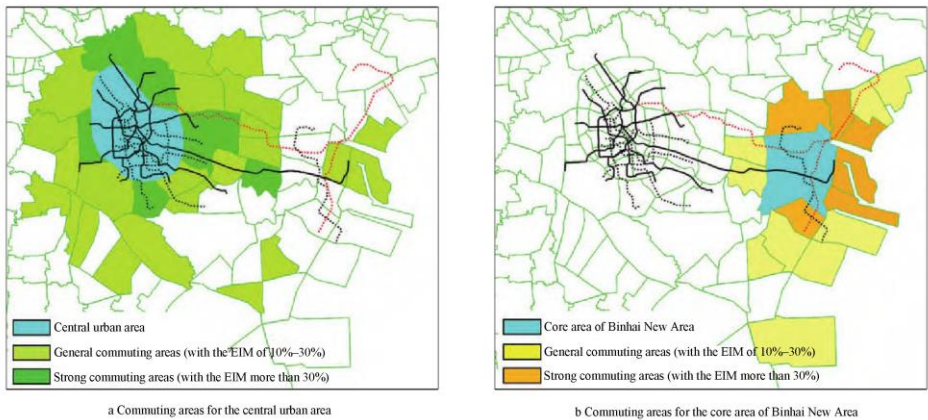 Central urban area
General commuting areas (with the EIM of 10%–30%)
Strong commuting areas (with the EIM more than 30%)
a Commuting areas for the central urban area
Core area of Binhai New Area
General commuting areas (with the EIM of 10%–30%)
Strong commuting areas (with the EIM more than 30%)
b Commuting areas for the core area of Binhai New Area